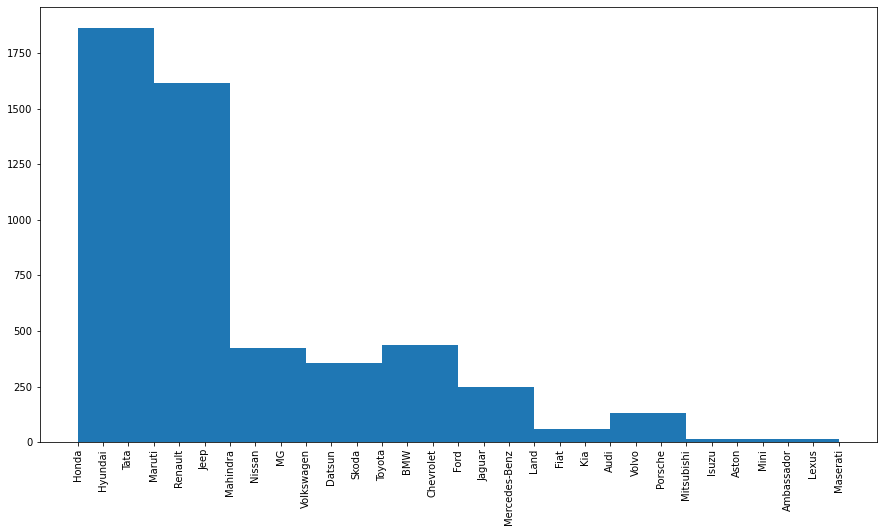 1750
1500
1250
1000
750
500
250
0
Honda
Hyundai
Tata
Maruti
Renault
Jeep
Mahindra
Nissan
MG
Volkswagen
Datsun
Skoda
Toyota
BMW
Chevrolet
Ford
Jaguar
Mercedes-Benz
Land
Fiat
Kia
Audi
Volvo
Porsche
Mitsubishi
Isuzu
Aston
Mini
Ambassador
Lexus
Maserati